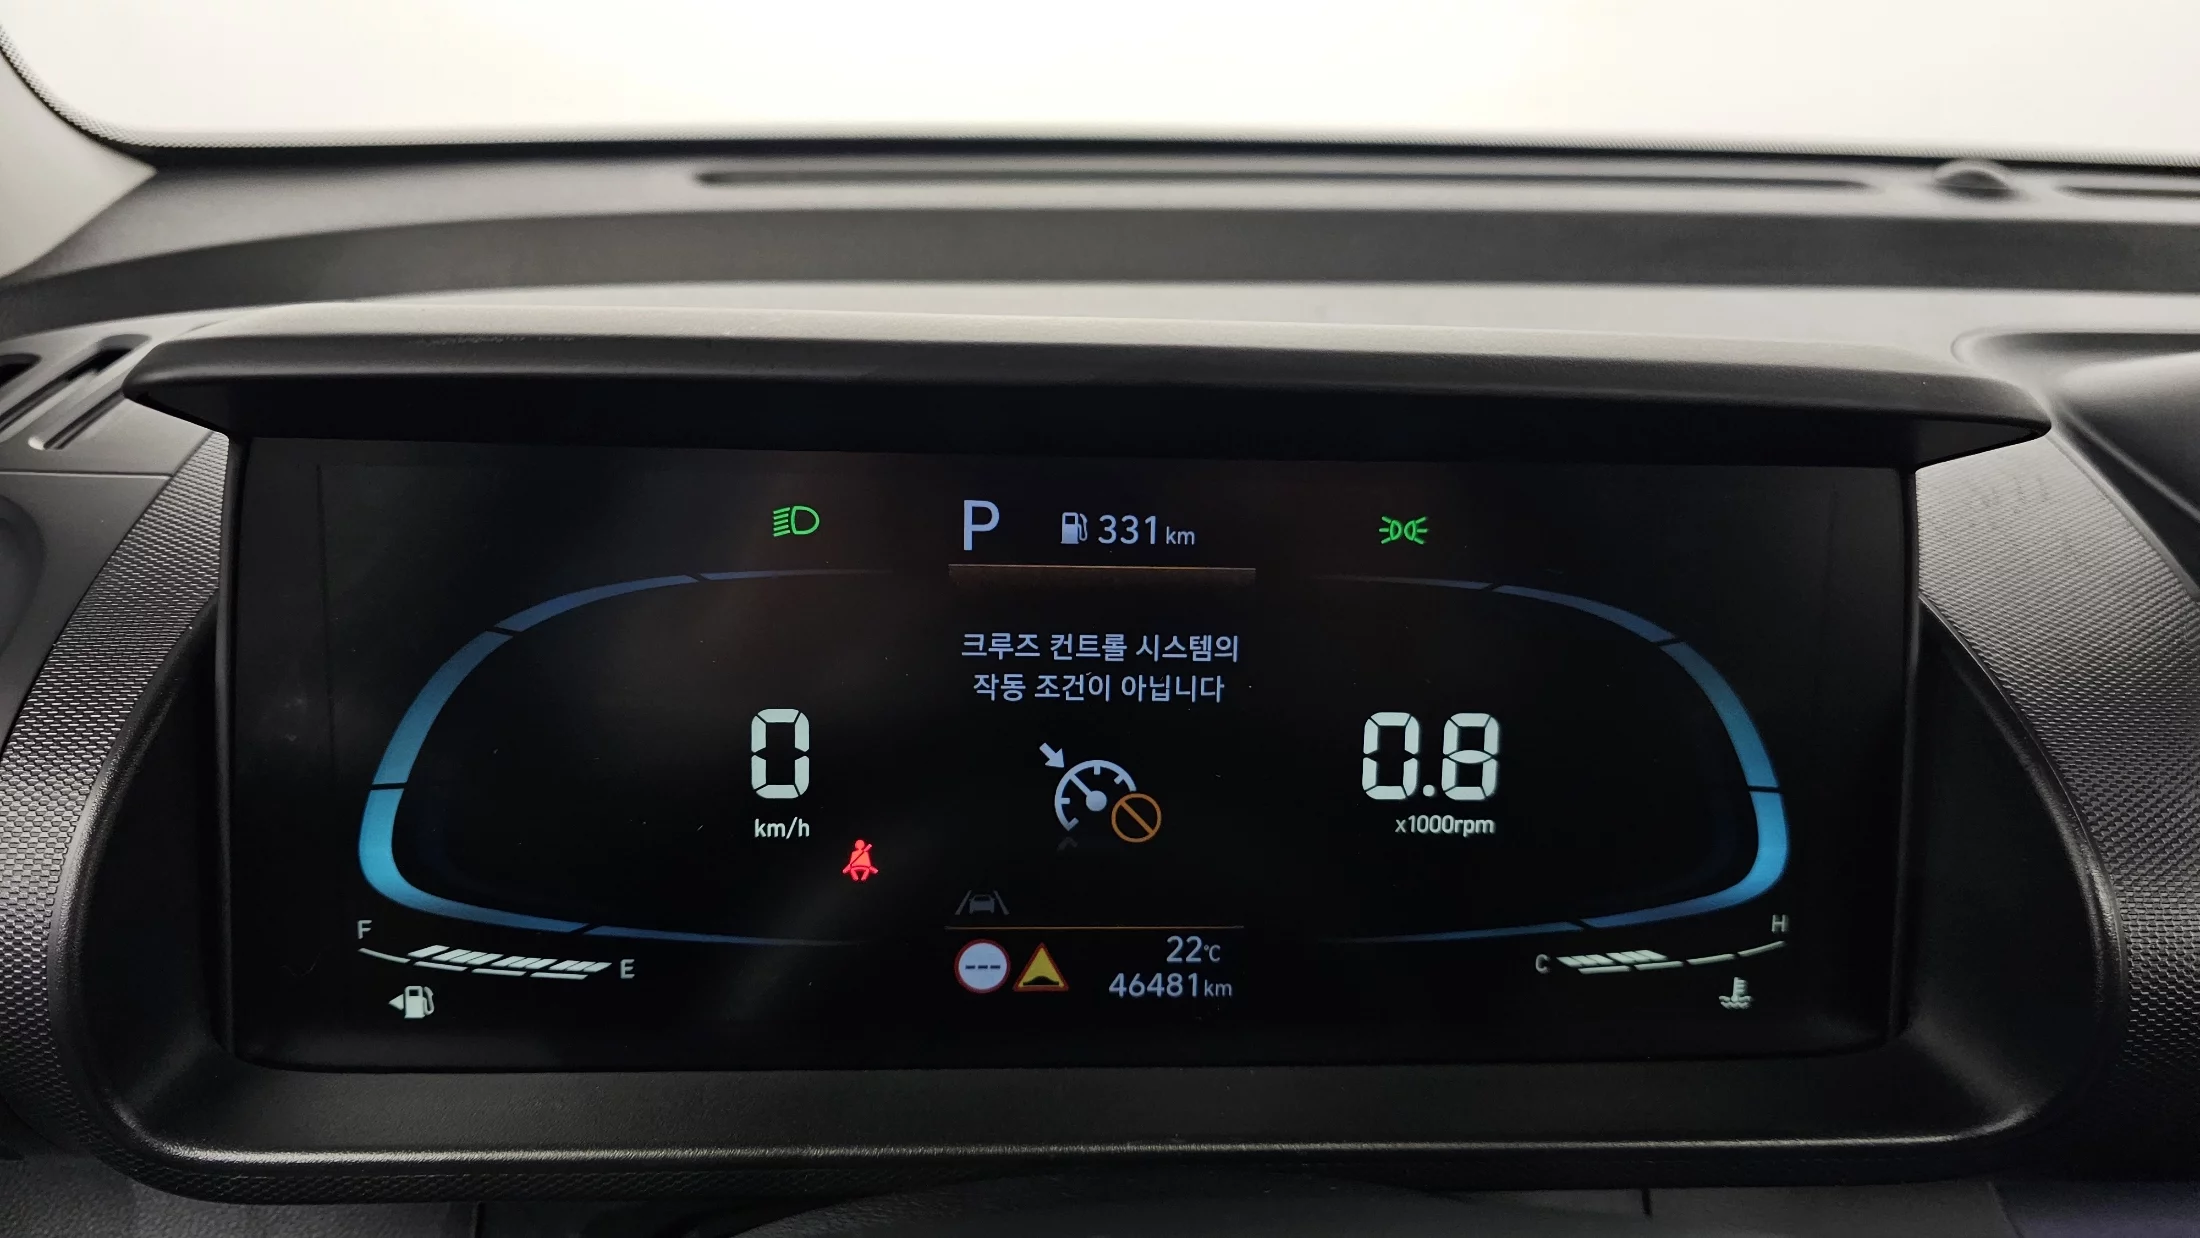 P 331 km
크루즈 컨트롤 시스템의
작동 조건이 아닙니다
0
km/h
0.8
x1000rpm
F
E
C
H
---
22°C
46481 km